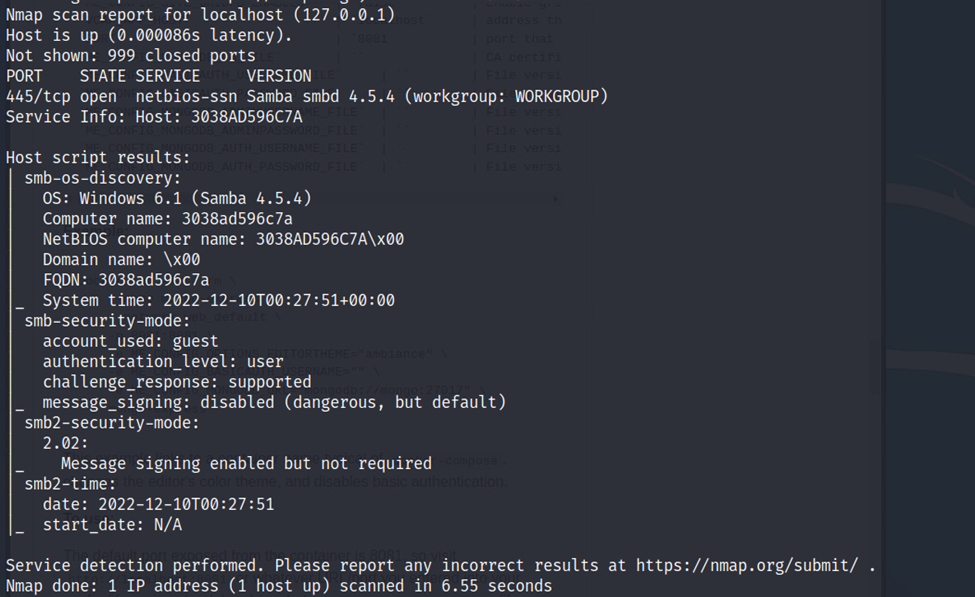 Nmap scan report for localhost (127.0.0.1)
Host is up (0.000086s latency).
Not shown: 999 closed ports
PORT    STATE SERVICE     VERSION
445/tcp open  netbios-ssn Samba smbd 4.5.4 (workgroup: WORKGROUP)
Service Info: Host: 3038AD596C7A

Host script results:
| smb-os-discovery:
|   OS: Windows 6.1 (Samba 4.5.4)
|   Computer name: 3038ad596c7a
|   NetBIOS computer name: 3038AD596C7A\x00
|   Domain name: \x00
|   FQDN: 3038ad596c7a
|_  System time: 2022-12-10T00:27:51+00:00
| smb-security-mode:
|   account_used: guest
|   authentication_level: user
|   challenge_response: supported
|_  message_signing: disabled (dangerous, but default)
| smb2-security-mode:
|   2.02:
|_    Message signing enabled but not required
| smb2-time:
|   date: 2022-12-10T00:27:51
|_  start_date: N/A

Service detection performed. Please report any incorrect results at https://nmap.org/submit/ .
Nmap done: 1 IP address (1 host up) scanned in 6.55 seconds